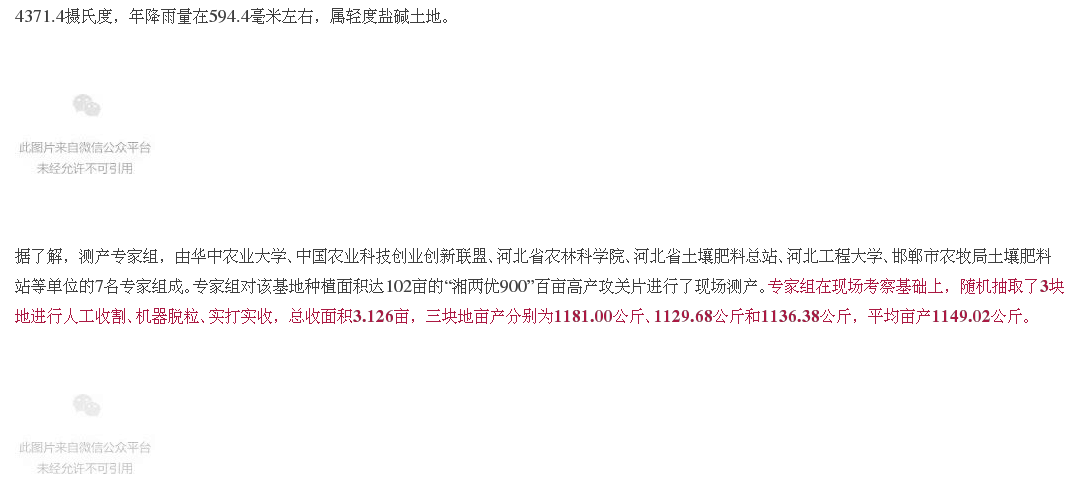 4371.4摄氏度，年降雨量在594.4毫米左右，属轻度盐碱土地。
此图片来自微信公众平台
未经允许不可引用
据了解，测产专家组，由华中农业大学、中国农业科技创业创新联盟、河北省农林科学院、河北省土壤肥料总站、河北工程大学、邯郸市农牧局土壤肥料
站等单位的7名专家组成。专家组对该基地种植面积达102亩的“湘两优900”百亩高产攻关片进行了现场测产。专家组在现场考察基础上，随机抽取了3块
地进行人工收割、机器脱粒、实打实收，总收面积3.126亩，三块地亩产分别为1181.00公斤、1129.68公斤和1136.38公斤，平均亩产1149.02公斤。
此图片来自微信公众平台
未经允许不可引用